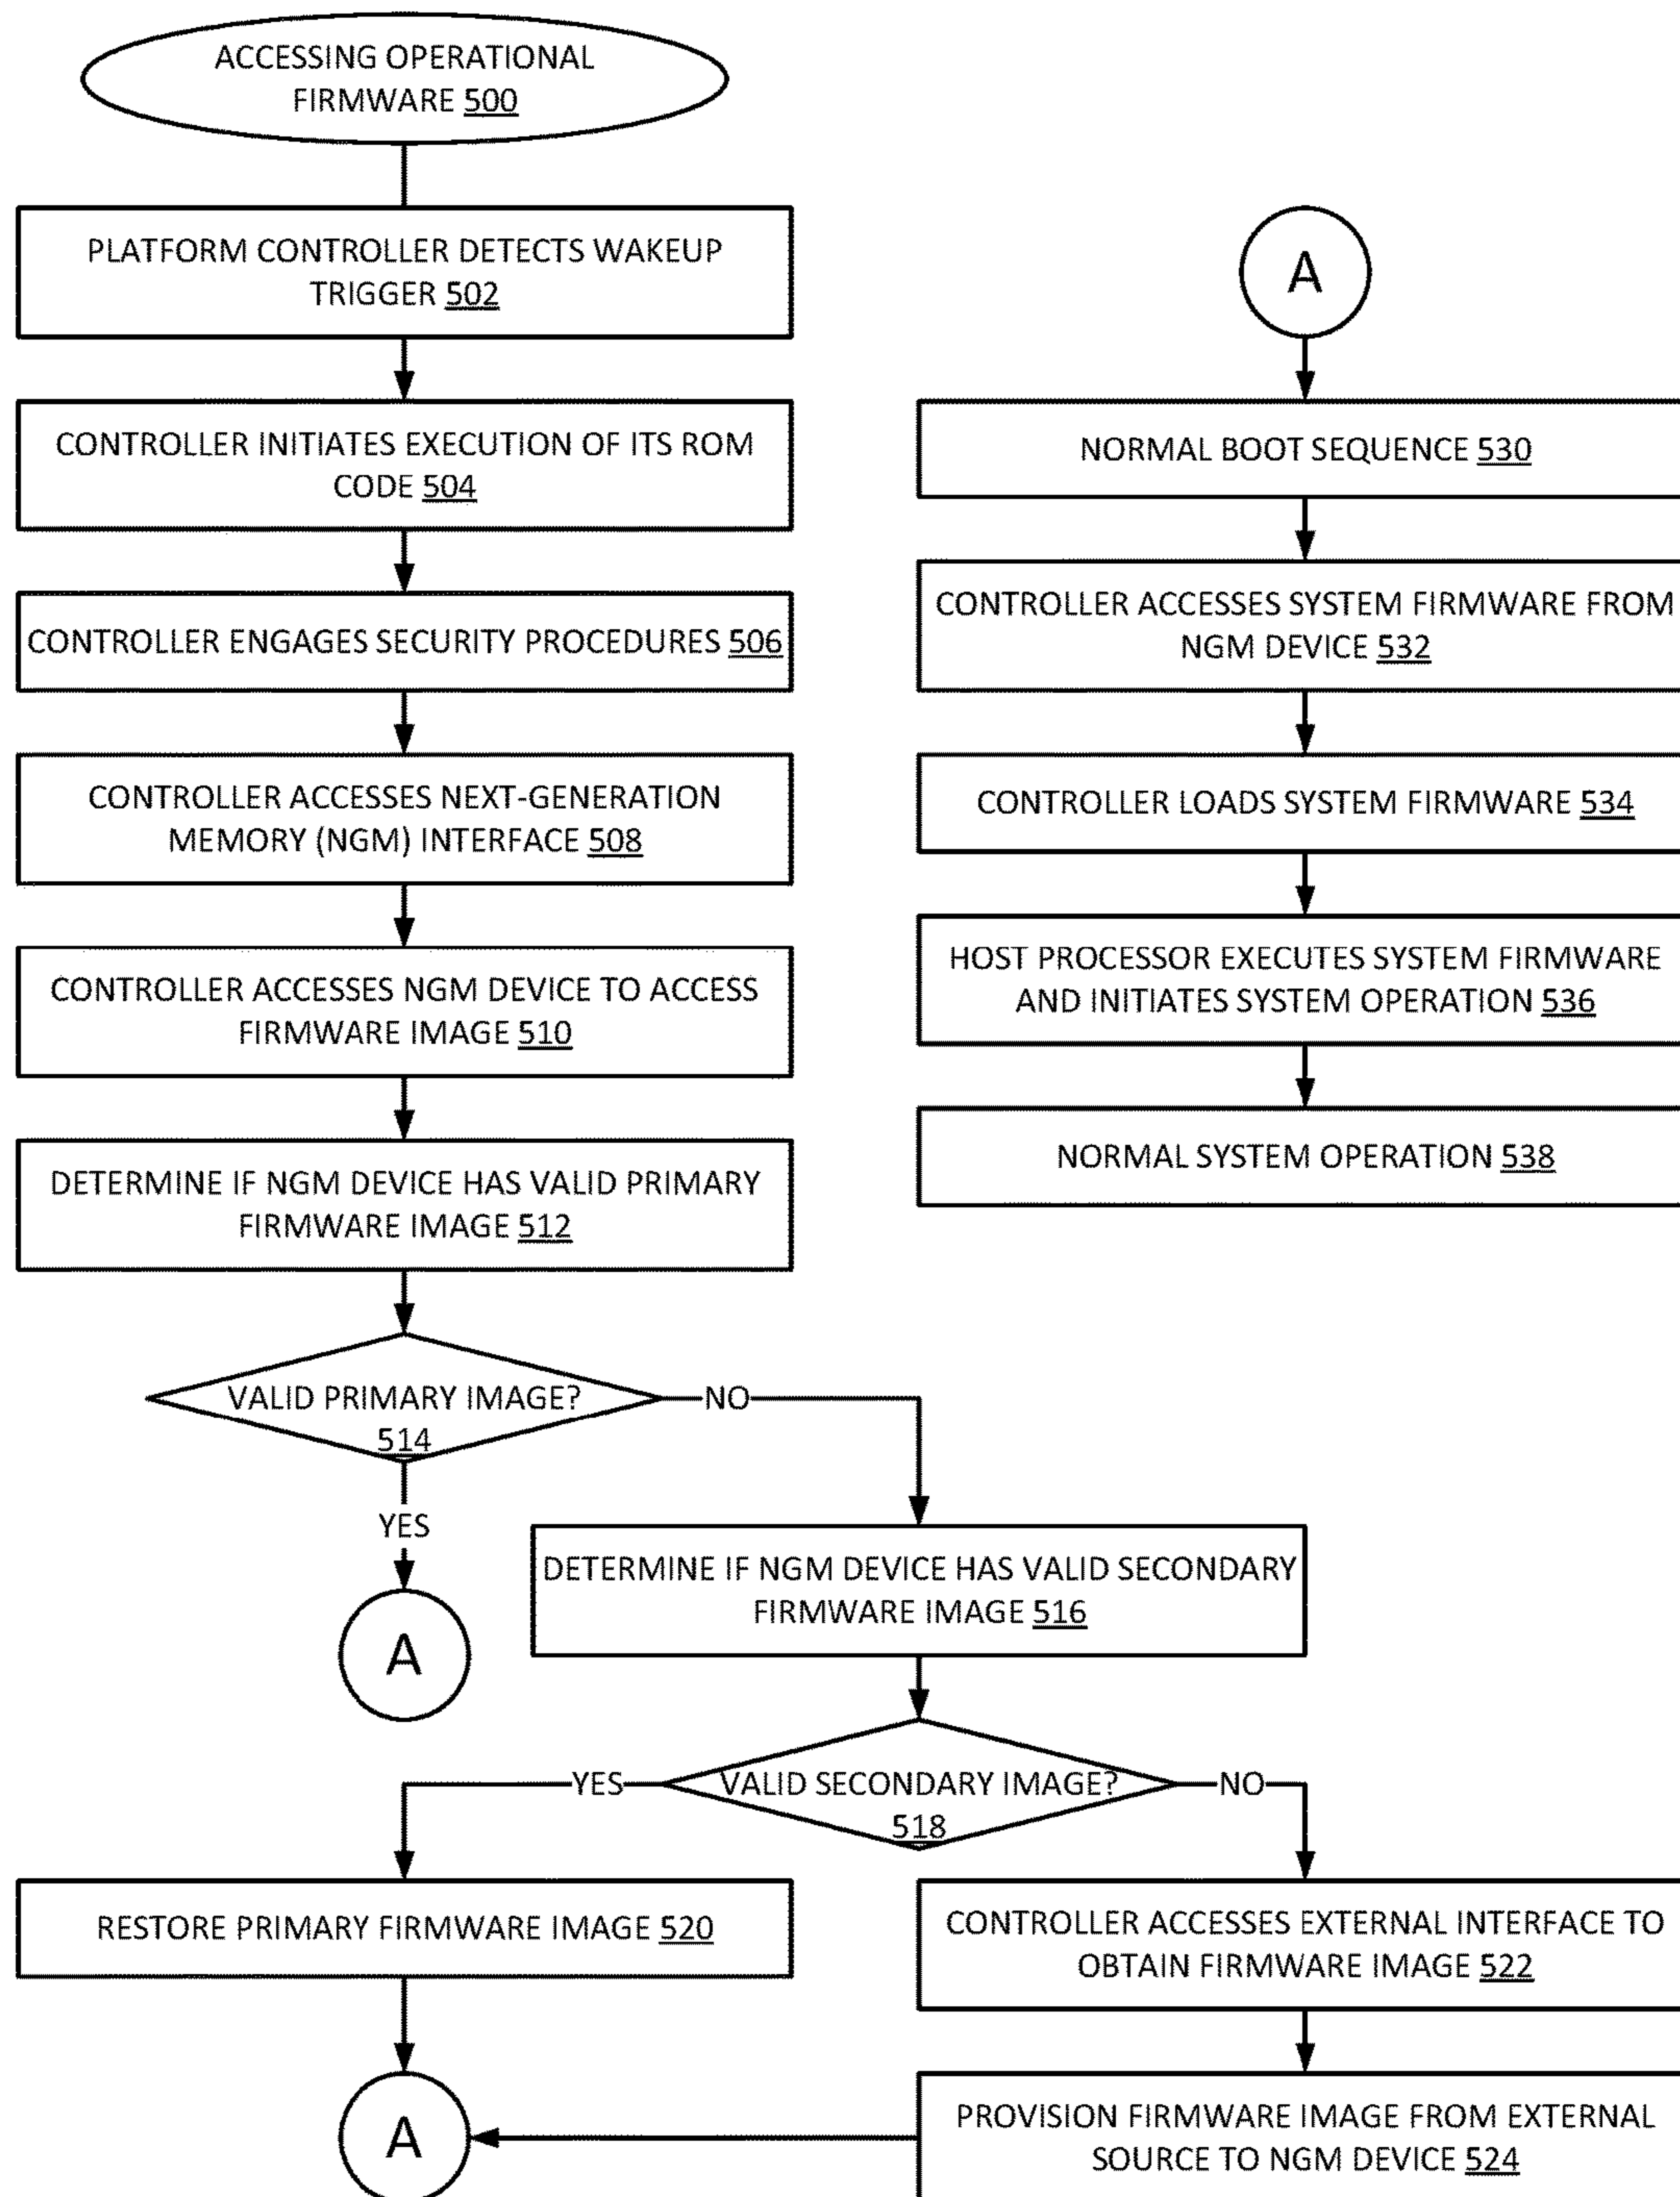 ACCESSING OPERATIONAL
FIRMWARE 500
PLATFORM CONTROLLER DETECTS WAKEUP
TRIGGER 502
CONTROLLER INITIATES EXECUTION OF ITS ROM
CODE 504
CONTROLLER ENGAGES SECURITY PROCEDURES 506
CONTROLLER ACCESSES NEXT-GENERATION
MEMORY (NGM) INTERFACE 508
CONTROLLER ACCESSES NGM DEVICE TO ACCESS
FIRMWARE IMAGE 510
DETERMINE IF NGM DEVICE HAS VALID PRIMARY
FIRMWARE IMAGE 512
VALID PRIMARY IMAGE?
514
NO
YES
A
DETERMINE IF NGM DEVICE HAS VALID SECONDARY
FIRMWARE IMAGE 516
VALID SECONDARY IMAGE?
518
YES
NO
RESTORE PRIMARY FIRMWARE IMAGE 520
CONTROLLER ACCESSES EXTERNAL INTERFACE TO
OBTAIN FIRMWARE IMAGE 522
PROVISION FIRMWARE IMAGE FROM EXTERNAL
SOURCE TO NGM DEVICE 524
A
A
NORMAL BOOT SEQUENCE 530
CONTROLLER ACCESSES SYSTEM FIRMWARE FROM
NGM DEVICE 532
CONTROLLER LOADS SYSTEM FIRMWARE 534
HOST PROCESSOR EXECUTES SYSTEM FIRMWARE
AND INITIATES SYSTEM OPERATION 536
NORMAL SYSTEM OPERATION 538